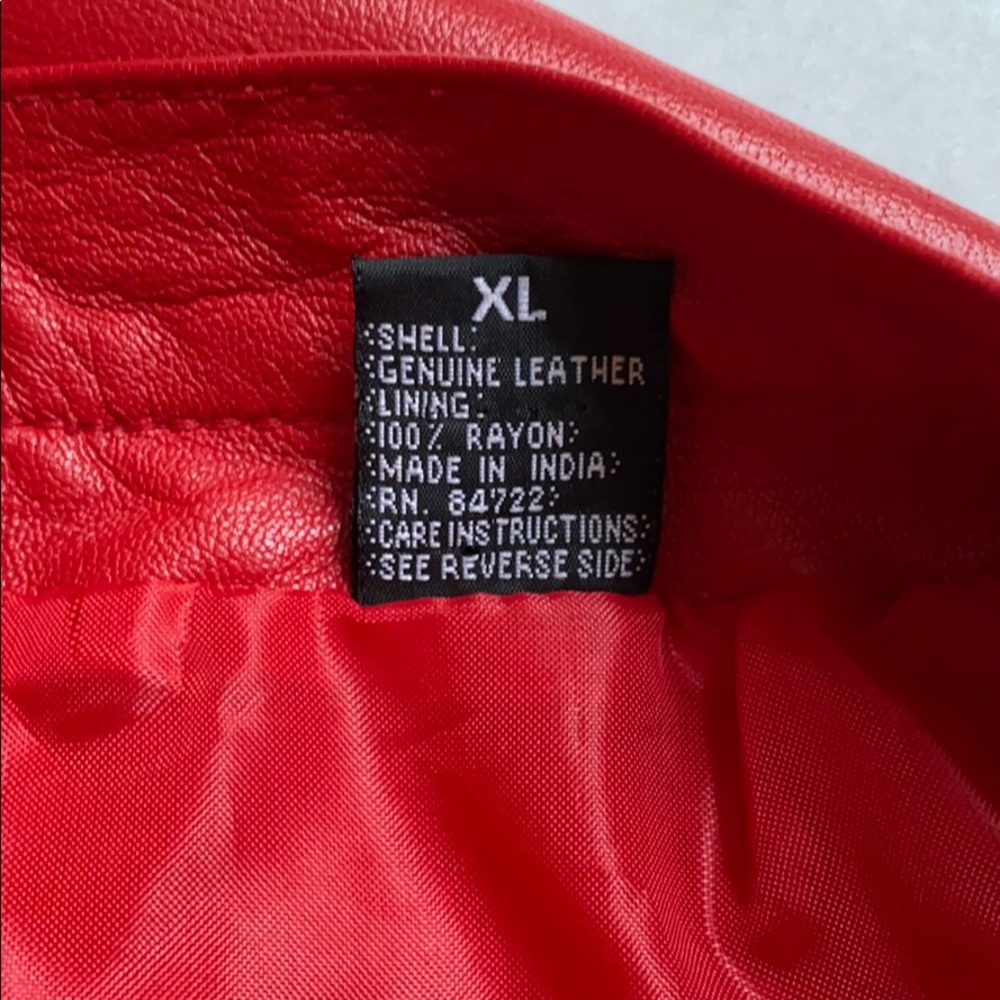 XL
SHELL:
GENUINE LEATHER
LINING:
100% RAYON
MADE IN INDIA
RN. 84722
CARE INSTRUCTIONS:
SEE REVERSE SIDE